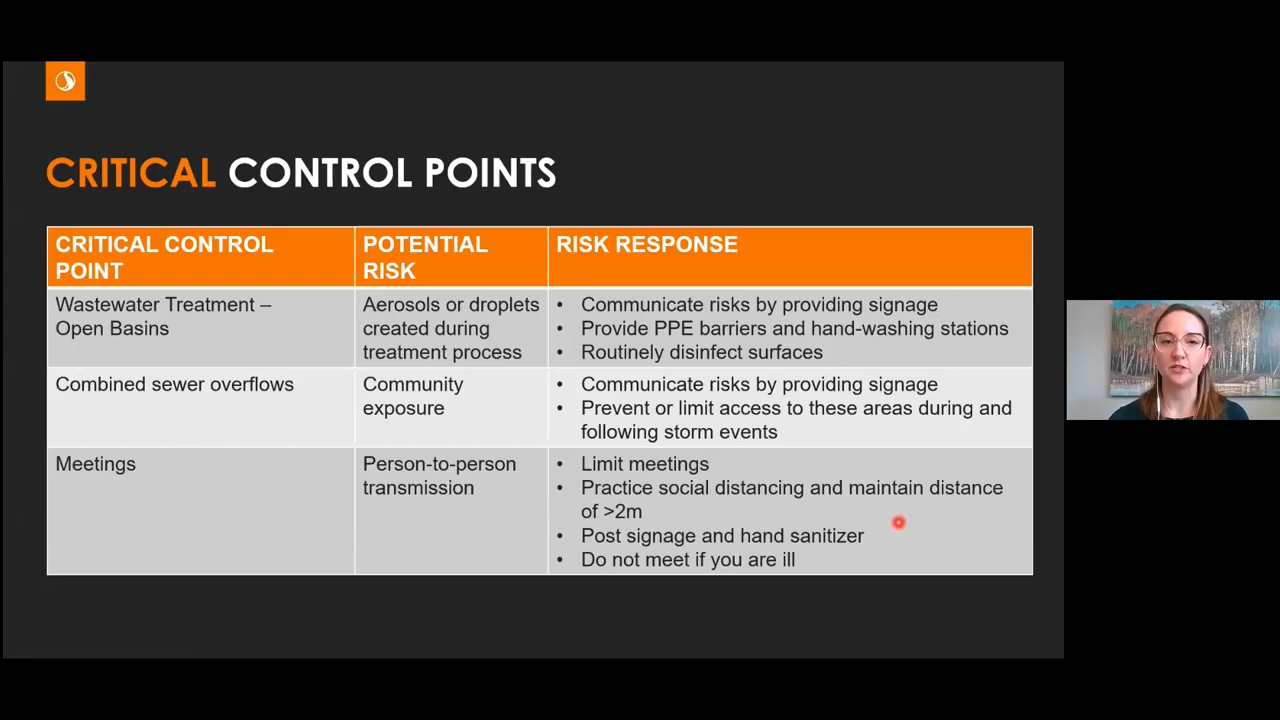 CRITICAL CONTROL POINTS
CRITICAL CONTROL
POINT
POTENTIAL
RISK
RISK RESPONSE
Wastewater Treatment –
Open Basins
Aerosols or droplets
created during
treatment process
• Communicate risks by providing signage
• Provide PPE barriers and hand-washing stations
• Routinely disinfect surfaces
Combined sewer overflows
Community
exposure
• Communicate risks by providing signage
• Prevent or limit access to these areas during and
following storm events
Meetings
Person-to-person
transmission
• Limit meetings
• Practice social distancing and maintain distance
of >2m
• Post signage and hand sanitizer
• Do not meet if you are ill